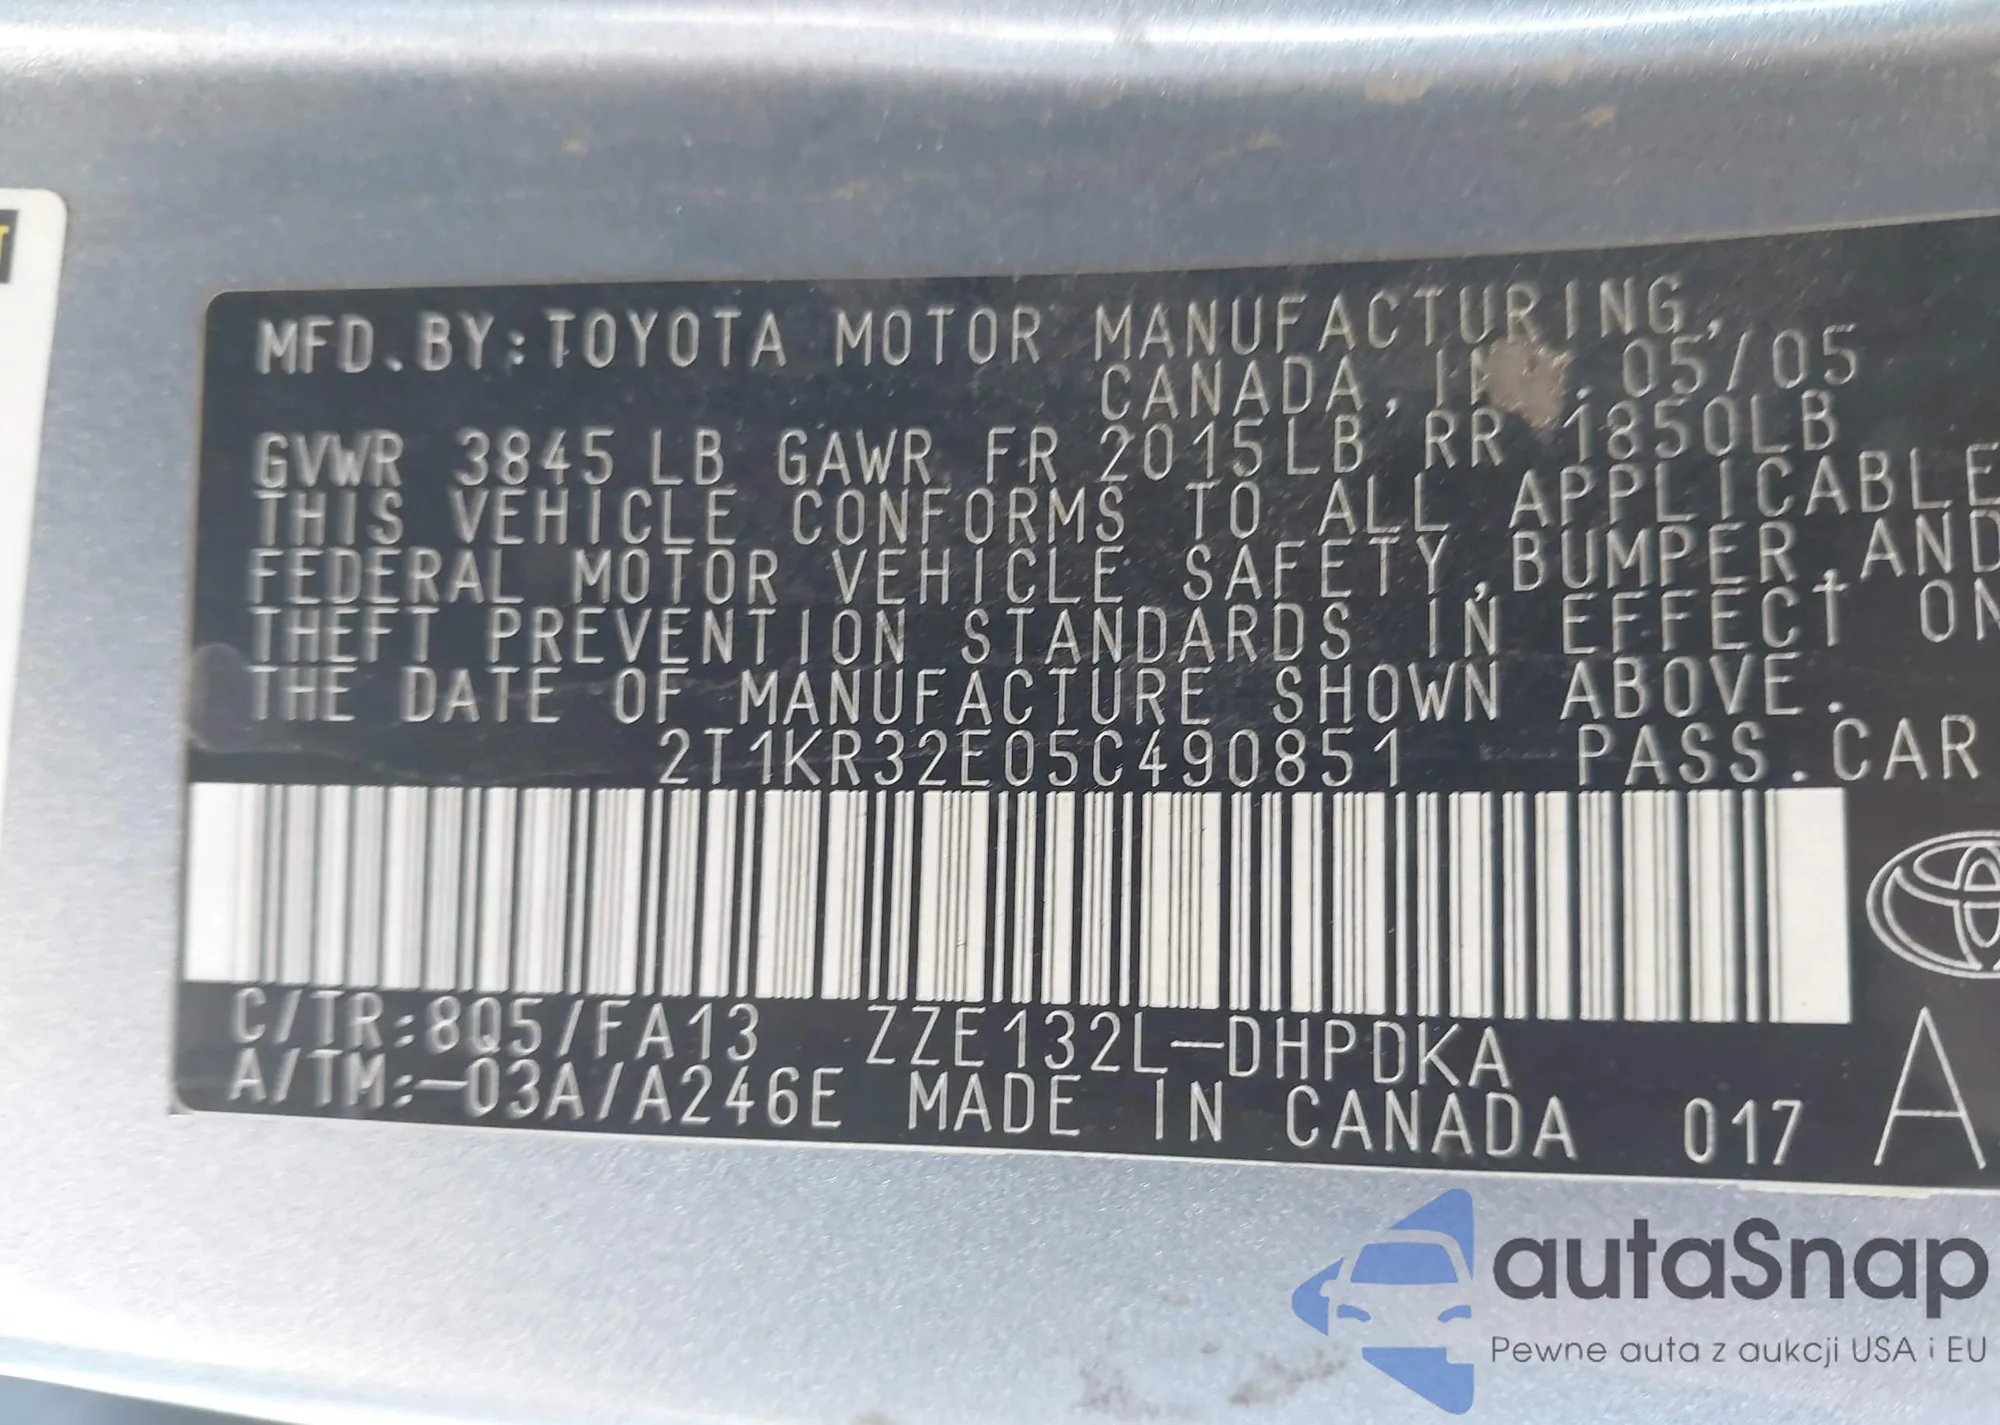 MFD.BY:TOYOTA MOTOR MANUFACTURING,
CANADA, 05/05
GVWR 3845 LB GAWR FR 2015LB RR 1850LB
THIS VEHICLE CONFORMS TO ALL APPLICABLE
FEDERAL MOTOR VEHICLE SAFETY,BUMPER,AND
THEFT PREVENTION STANDARDS IN EFFECT ON
THE DATE OF MANUFACTURE SHOWN ABOVE.
2T1KR32E05C490851 PASS.CAR
C/TR:8Q5/FA13 ZZE132L-DHPDKA
A/TM:-03A/A246E MADE IN CANADA 017 A
autaSnap
Pewne auta z aukcji USA i EU